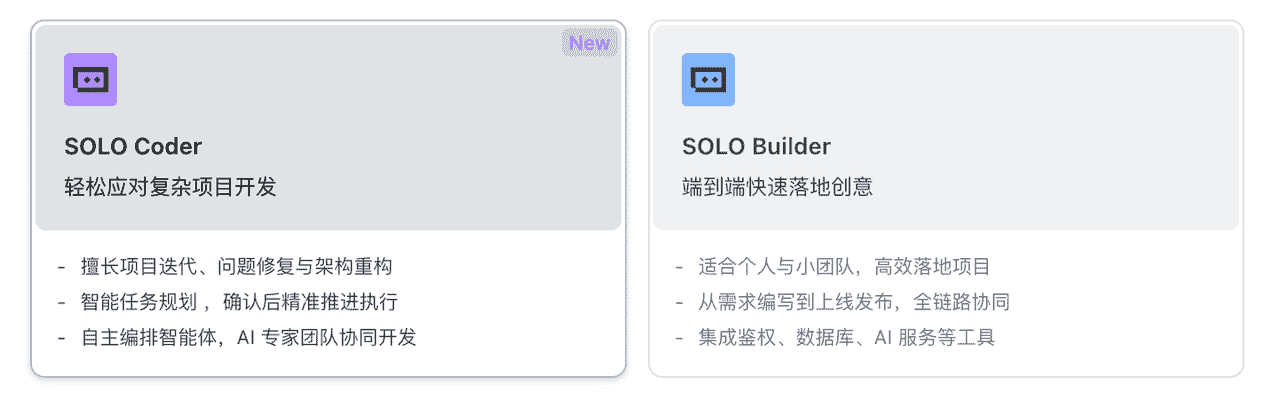 New
SOLO Coder
轻松应对复杂项目开发
- 擅长项目迭代、问题修复与架构重构
- 智能任务规划 ，确认后精准推进执行
- 自主编排智能体，AI 专家团队协同开发
SOLO Builder
端到端快速落地创意
- 适合个人与小团队，高效落地项目
- 从需求编写到上线发布，全链路协同
- 集成鉴权、数据库、AI 服务等工具